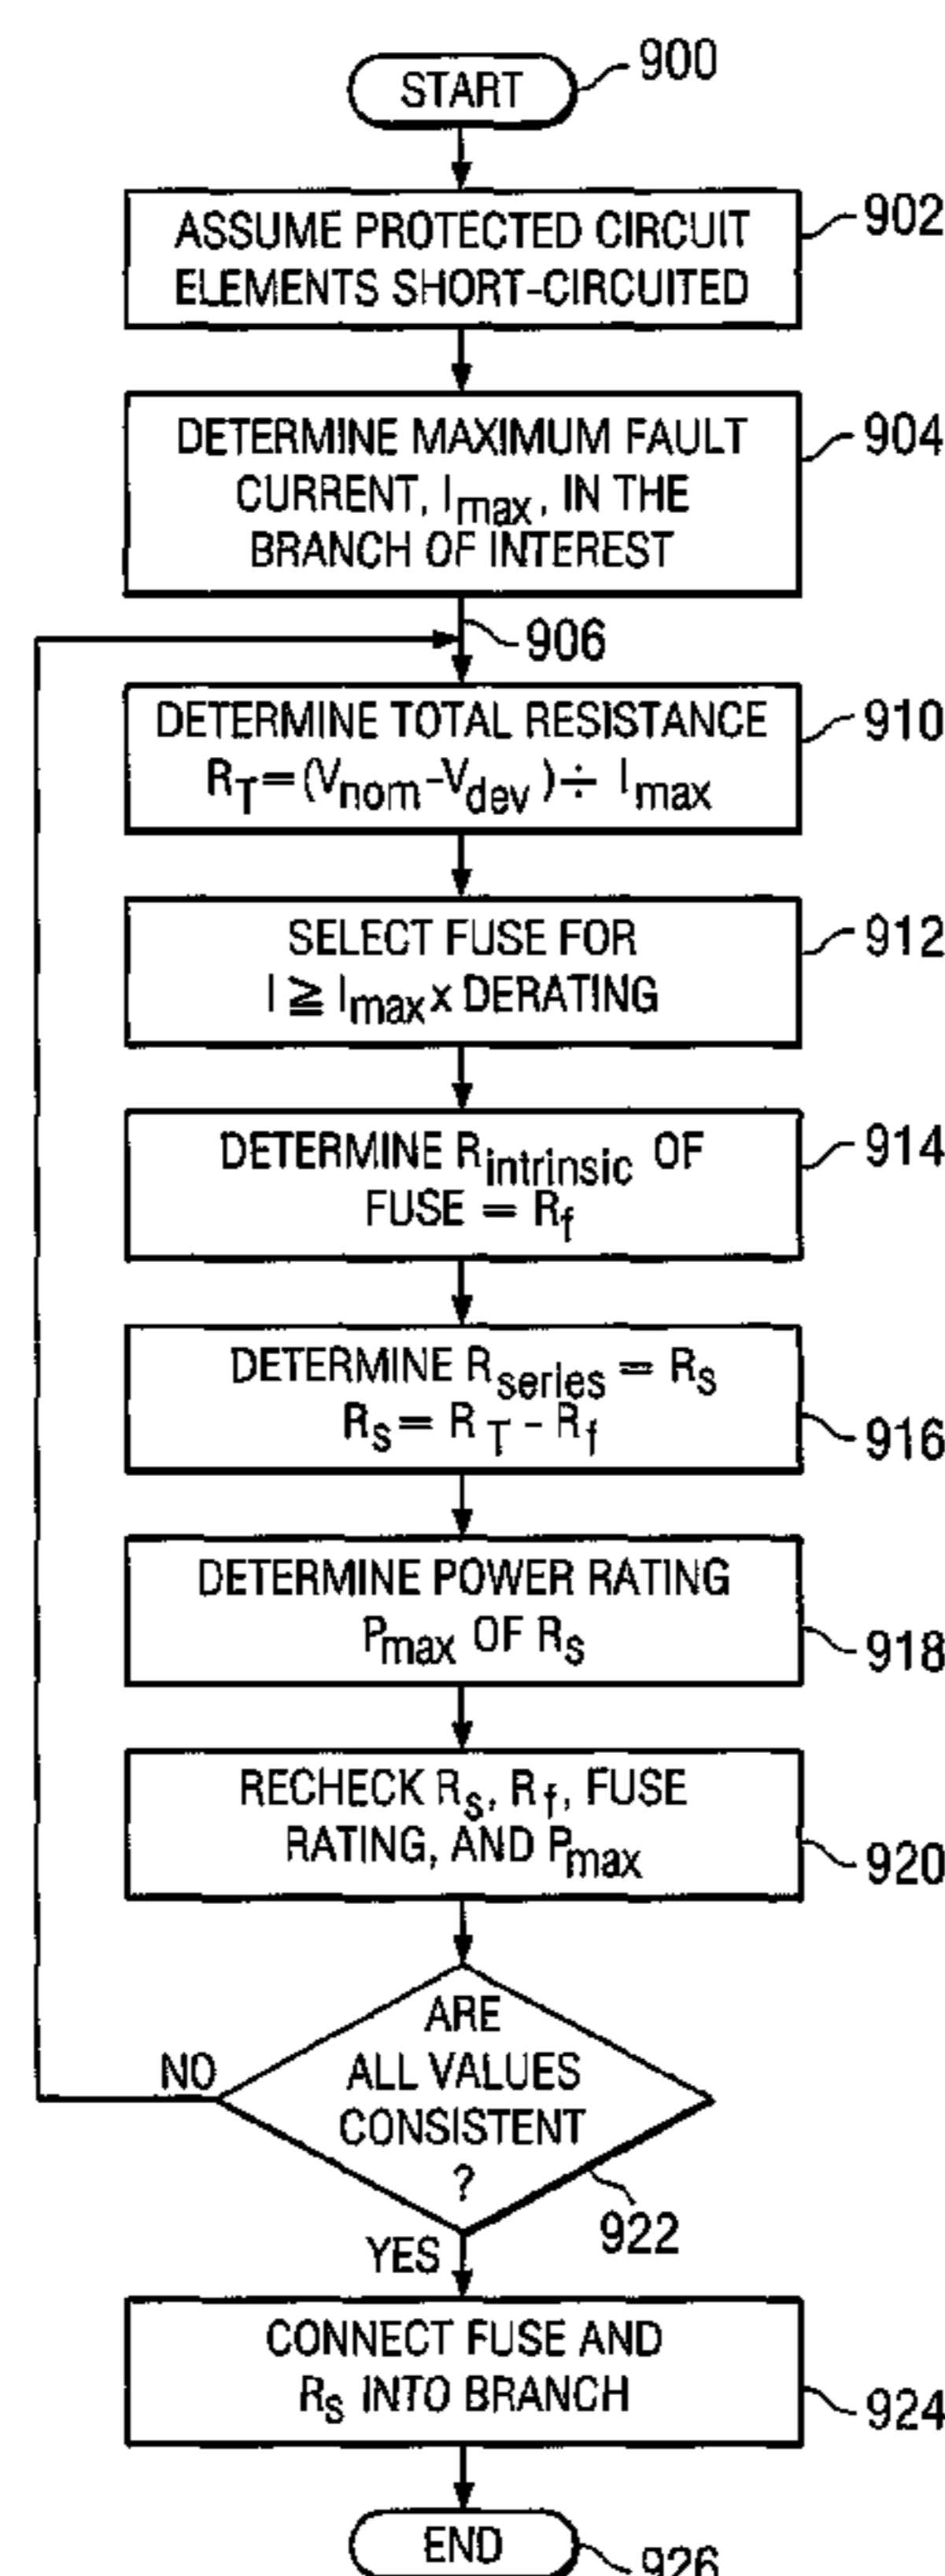 START
900
ASSUME PROTECTED CIRCUIT
ELEMENTS SHORT-CIRCUITED
902
DETERMINE MAXIMUM FAULT
CURRENT, Imax, IN THE
BRANCH OF INTEREST
904
906
DETERMINE TOTAL RESISTANCE
RT=(Vnom-Vdev)÷ Imax
910
SELECT FUSE FOR
I ≧ Imax x DERATING
912
DETERMINE Rintrinsic OF
FUSE = Rf
914
DETERMINE Rseries = Rs
Rs = RT - Rf
916
DETERMINE POWER RATING
Pmax OF Rs
918
RECHECK Rs, Rf, FUSE
RATING, AND Pmax
920
ARE
ALL VALUES
CONSISTENT
?
NO
922
YES
CONNECT FUSE AND
Rs INTO BRANCH
924
END
926